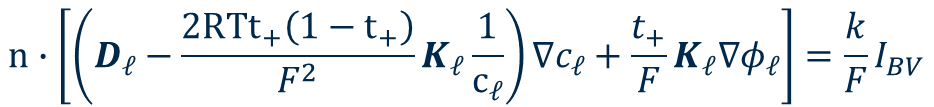 n · [(𝑫ℓ − 2RTt₊(1 − t₊)/F² 𝑲ℓ 1/cℓ) ∇cℓ + t₊/F 𝑲ℓ∇ϕℓ] = k/F I_BV